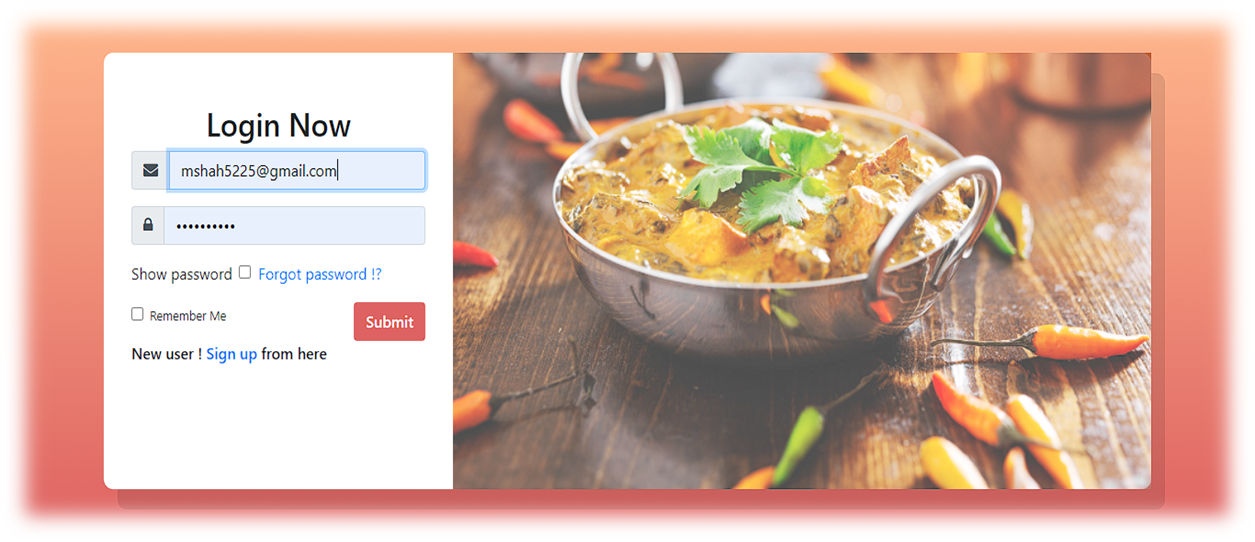 Login Now
mshah5225@gmail.com
••••••••••
Show password Forgot password !?
Remember Me
Submit
New user ! Sign up from here